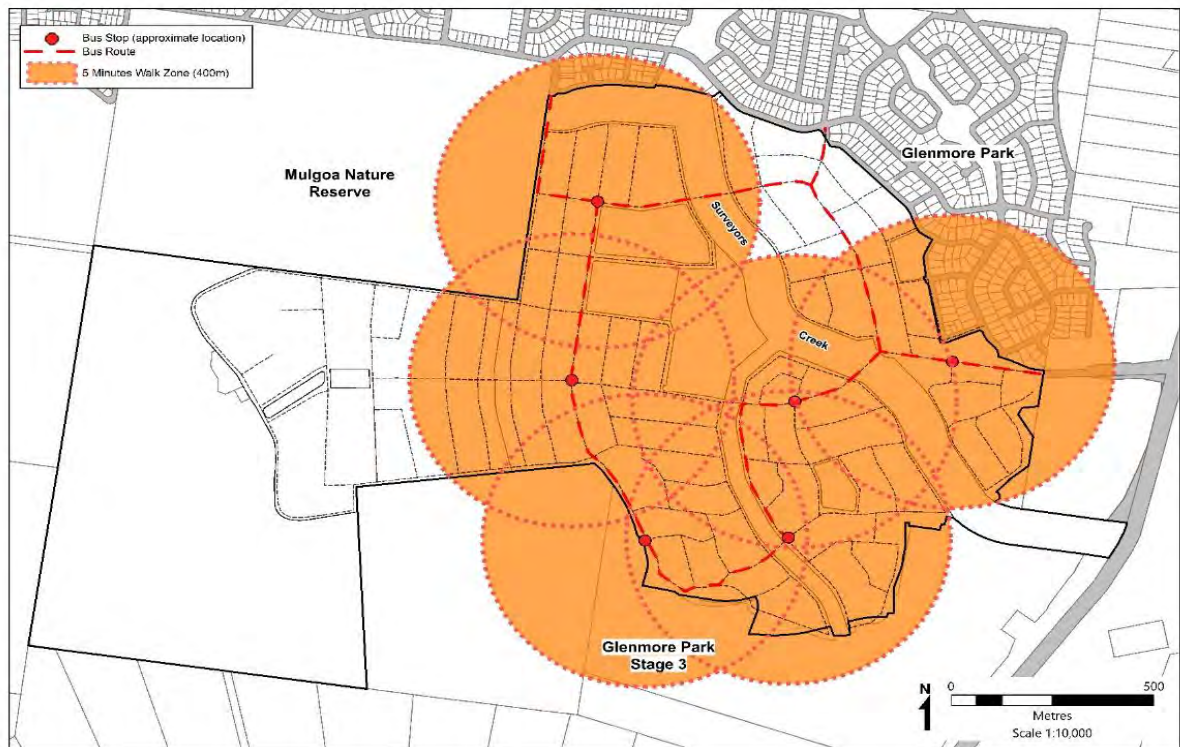 Bus Stop (approximate location)
Bus Route
5 Minutes Walk Zone (400m)
Glenmore Park
Mulgoa Nature
Reserve
Surveyors
Creek
Glenmore Park
Stage 3
N
0
500
Metres
Scale 1:10,000